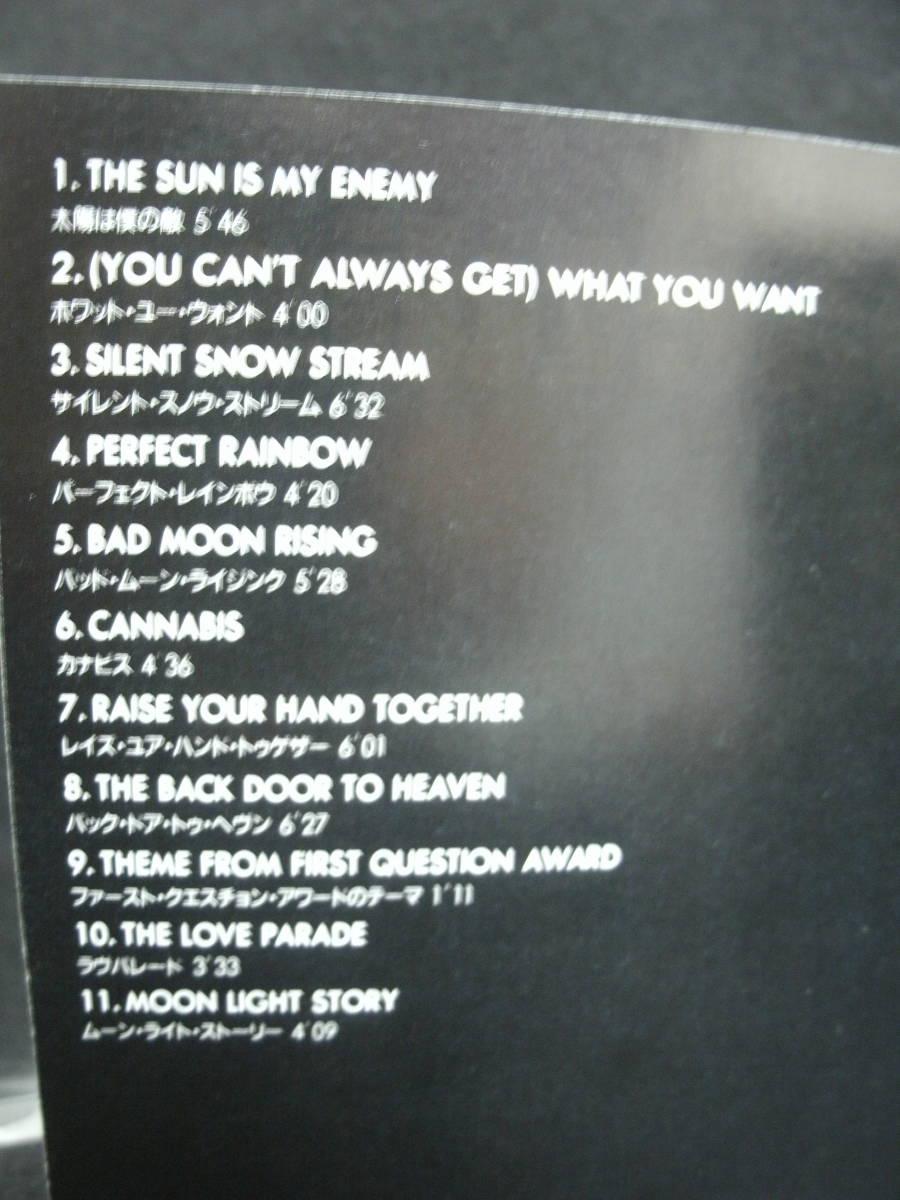 1. THE SUN IS MY ENEMY
太陽は僕の敵 5'46
2. (YOU CAN'T ALWAYS GET) WHAT YOU WANT
ホワット・ユー・ウォント 4'00
3. SILENT SNOW STREAM
サイレント・スノウ・ストリーム 6'32
4. PERFECT RAINBOW
パーフェクト・レインボウ 4'20
5. BAD MOON RISING
バッド・ムーン・ライジング 5'28
6. CANNABIS
カナビス 4'36
7. RAISE YOUR HAND TOGETHER
レイズ・ユア・ハンド・トゥゲザー 6'01
8. THE BACK DOOR TO HEAVEN
バック・ドア・トゥ・ヘヴン 6'27
9. THEME FROM FIRST QUESTION AWARD
ファースト・クエスチョン・アワードのテーマ 1'11
10. THE LOVE PARADE
ラヴパレード 3'33
11. MOON LIGHT STORY
ムーン・ライト・ストーリー 4'09